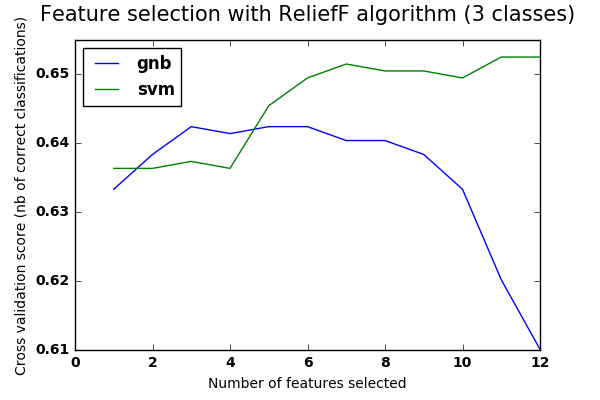 Feature selection with ReliefF algorithm (3 classes)
Cross validation score (nb of correct classifications)
gnb
svm
0.65
0.64
0.63
0.62
0.61
0 2 4 6 8 10 12
Number of features selected